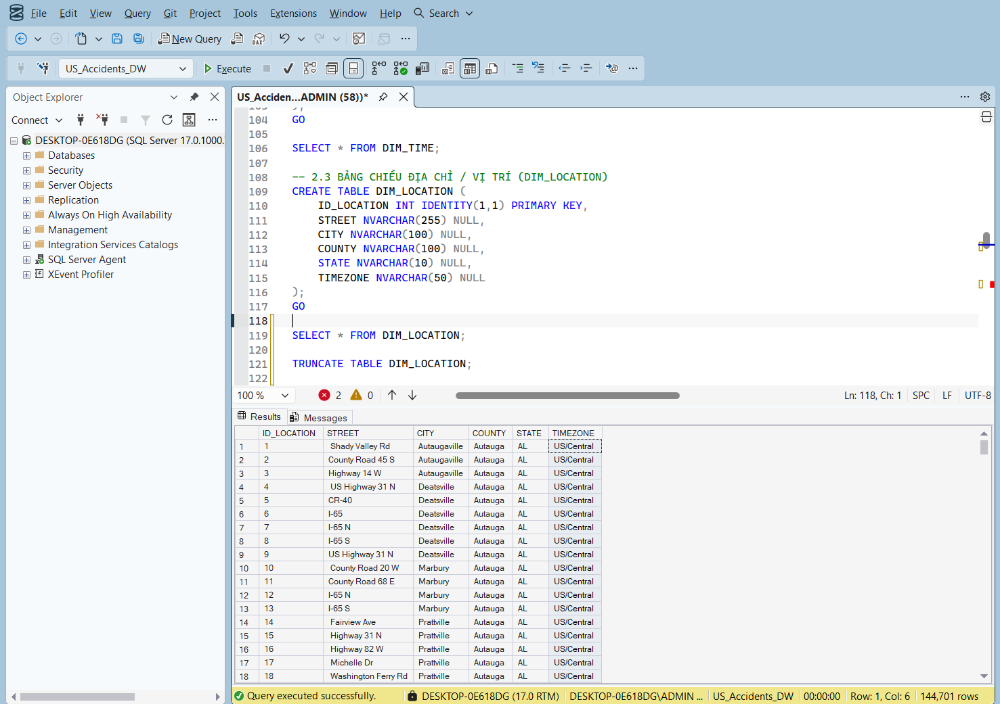 File Edit View Query Git Project Tools Extensions Window Help Search
New Query DAX
US_Accidents_DW Execute
Object Explorer
Connect
DESKTOP-0E618DG (SQL Server 17.0.1000.
Databases
Security
Server Objects
Replication
Always On High Availability
Management
Integration Services Catalogs
SQL Server Agent
XEvent Profiler
US_Acciden...ADMIN (58))*
103 );
104 GO
105
106 SELECT * FROM DIM_TIME;
107
108 -- 2.3 BẢNG CHIỀU ĐỊA CHỈ / VỊ TRÍ (DIM_LOCATION)
109 CREATE TABLE DIM_LOCATION (
110 ID_LOCATION INT IDENTITY(1,1) PRIMARY KEY,
111 STREET NVARCHAR(255) NULL,
112 CITY NVARCHAR(100) NULL,
113 COUNTY NVARCHAR(100) NULL,
114 STATE NVARCHAR(10) NULL,
115 TIMEZONE NVARCHAR(50) NULL
116 );
117 GO
118
119 SELECT * FROM DIM_LOCATION;
120
121 TRUNCATE TABLE DIM_LOCATION;
122
100 % 2 0 Ln: 118, Ch: 1 SPC LF UTF-8
Results Messages
ID_LOCATION STREET CITY COUNTY STATE TIMEZONE
1 1 Shady Valley Rd Autaugaville Autauga AL US/Central
2 2 County Road 45 S Autaugaville Autauga AL US/Central
3 3 Highway 14 W Autaugaville Autauga AL US/Central
4 4 US Highway 31 N Deatsville Autauga AL US/Central
5 5 CR-40 Deatsville Autauga AL US/Central
6 6 I-65 Deatsville Autauga AL US/Central
7 7 I-65 N Deatsville Autauga AL US/Central
8 8 I-65 S Deatsville Autauga AL US/Central
9 9 US Highway 31 N Deatsville Autauga AL US/Central
10 10 County Road 20 W Marbury Autauga AL US/Central
11 11 County Road 68 E Marbury Autauga AL US/Central
12 12 I-65 N Marbury Autauga AL US/Central
13 13 I-65 S Marbury Autauga AL US/Central
14 14 Fairview Ave Prattville Autauga AL US/Central
15 15 Highway 31 N Prattville Autauga AL US/Central
16 16 Highway 82 W Prattville Autauga AL US/Central
17 17 Michelle Dr Prattville Autauga AL US/Central
18 18 Washington Ferry Rd Prattville Autauga AL US/Central
Query executed successfully. DESKTOP-0E618DG (17.0 RTM) DESKTOP-0E618DG\ADMIN ... US_Accidents_DW 00:00:00 Row: 1, Col: 6 144,701 rows